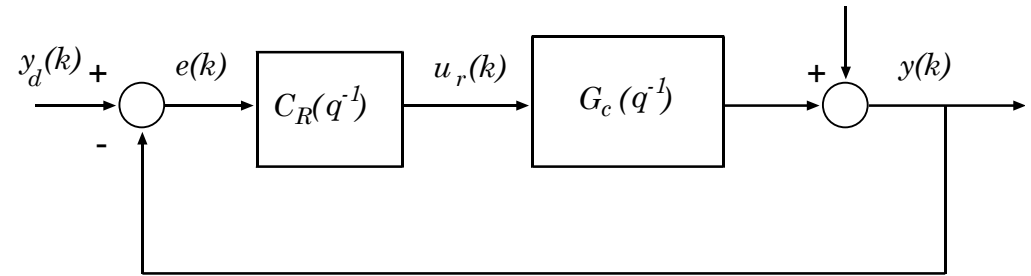 y_d(k)
+
-
e(k)
C_R(q^-1)
u_r(k)
G_c(q^-1)
+
y(k)